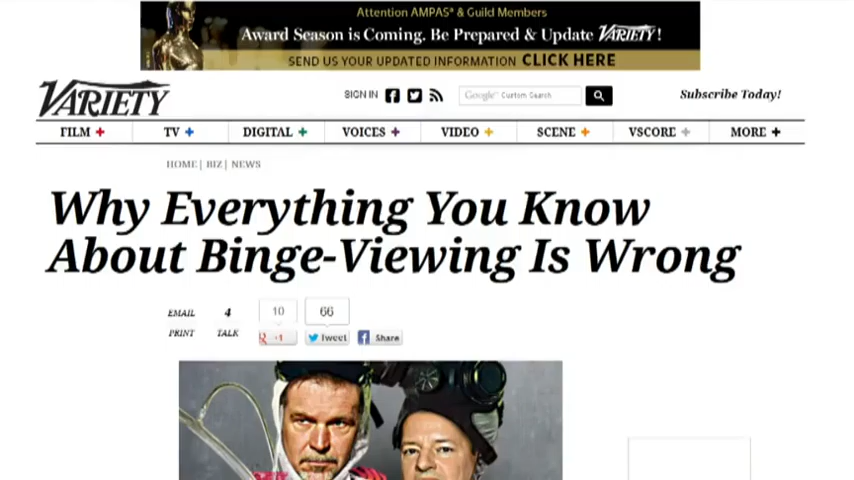 Attention AMPAS® & Guild Members
Award Season is Coming. Be Prepared & Update VARIETY!
SEND US YOUR UPDATED INFORMATION CLICK HERE
VARIETY
SIGN IN
Google™ Custom Search
Subscribe Today!
FILM + TV + DIGITAL + VOICES + VIDEO + SCENE + VSCORE + MORE +
HOME | BIZ | NEWS
Why Everything You Know
About Binge-Viewing Is Wrong
EMAIL 4 10 66
PRINT TALK +1 Tweet Share